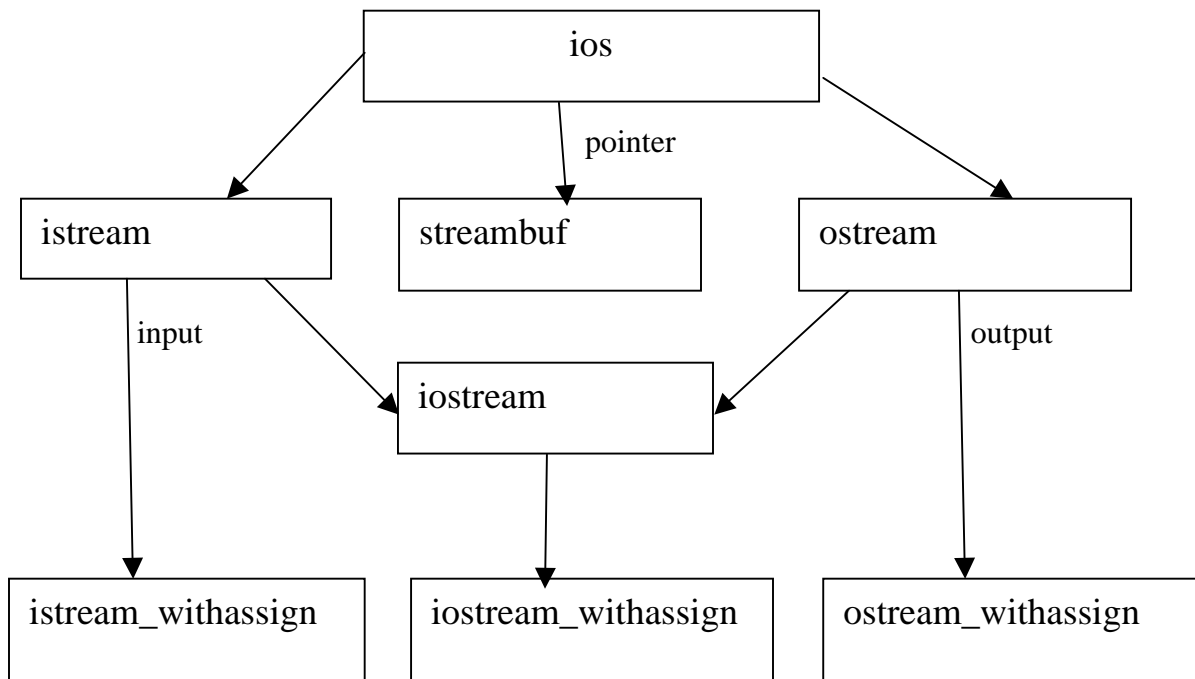 ios
pointer
istream
streambuf
ostream
input
output
iostream
istream_withassign
iostream_withassign
ostream_withassign